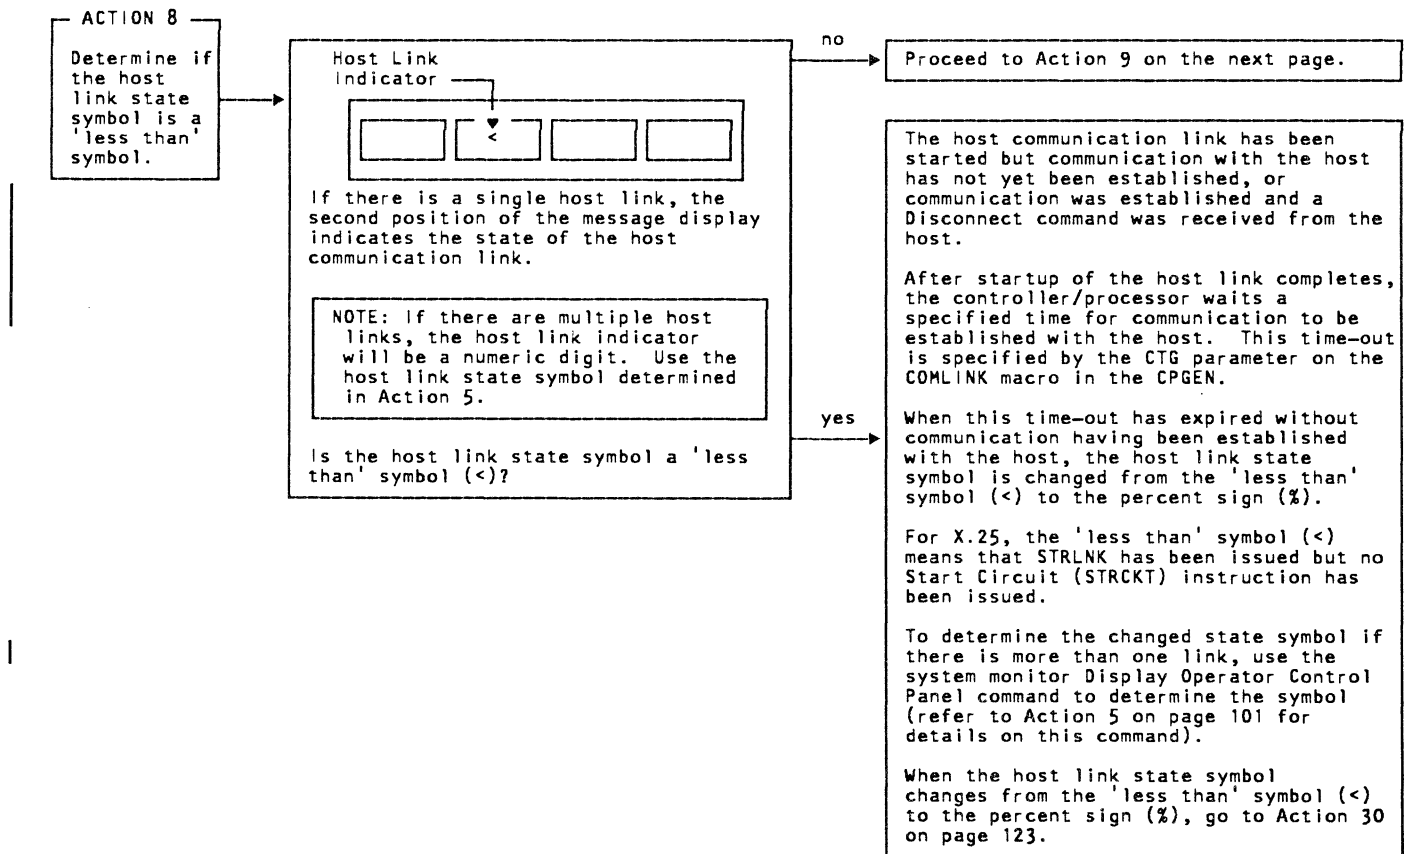 ACTION 8
Determine if
the host
link state
symbol is a
'less than'
symbol.
Host Link
Indicator
<
If there is a single host link, the
second position of the message display
indicates the state of the host
communication link.
NOTE: If there are multiple host
links, the host link indicator
will be a numeric digit. Use the
host link state symbol determined
in Action 5.
Is the host link state symbol a 'less
than' symbol (<)?
no
Proceed to Action 9 on the next page.
yes
The host communication link has been
started but communication with the host
has not yet been established, or
communication was established and a
Disconnect command was received from the
host.
After startup of the host link completes,
the controller/processor waits a
specified time for communication to be
established with the host. This time-out
is specified by the CTG parameter on the
COMLINK macro in the CPGEN.
When this time-out has expired without
communication having been established
with the host, the host link state
symbol is changed from the 'less than'
symbol (<) to the percent sign (%).
For X.25, the 'less than' symbol (<)
means that STRLNK has been issued but no
Start Circuit (STRCKT) instruction has
been issued.
To determine the changed state symbol if
there is more than one link, use the
system monitor Display Operator Control
Panel command to determine the symbol
(refer to Action 5 on page 101 for
details on this command).
When the host link state symbol
changes from the 'less than' symbol (<)
to the percent sign (%), go to Action 30
on page 123.